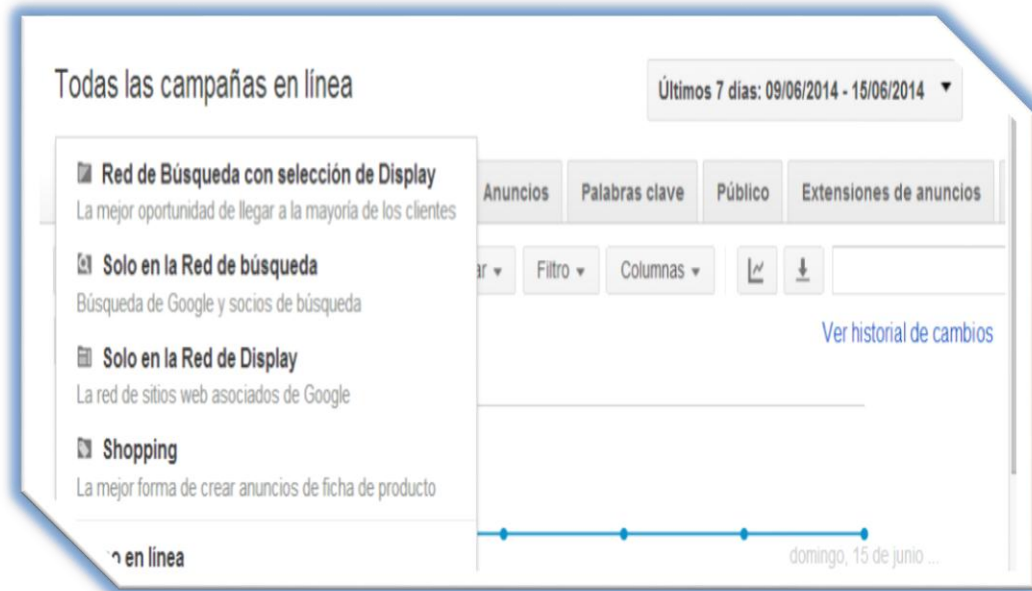 Todas las campañas en línea
Últimos 7 días: 09/06/2014 - 15/06/2014
Red de Búsqueda con selección de Display
La mejor oportunidad de llegar a la mayoría de los clientes
Anuncios Palabras clave Público Extensiones de anuncios
Solo en la Red de búsqueda
Búsqueda de Google y socios de búsqueda
Filtro Columnas
Ver historial de cambios
Solo en la Red de Display
La red de sitios web asociados de Google
Shopping
La mejor forma de crear anuncios de ficha de producto
en línea
domingo, 15 de junio ...